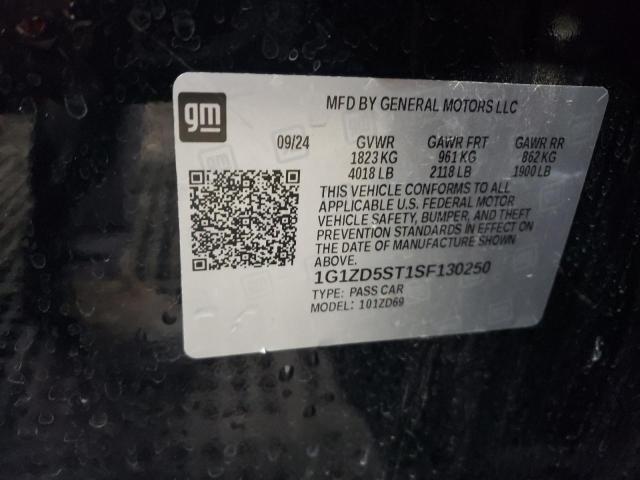 gm
MFD BY GENERAL MOTORS LLC
09/24 GVWR GAWR FRT GAWR RR
1823 KG 961 KG 862 KG
4018 LB 2118 LB 1900 LB
THIS VEHICLE CONFORMS TO ALL
APPLICABLE U.S. FEDERAL MOTOR
VEHICLE SAFETY, BUMPER, AND THEFT
PREVENTION STANDARDS IN EFFECT ON
THE DATE OF MANUFACTURE SHOWN
ABOVE.
1G1ZD5ST1SF130250
TYPE: PASS CAR
MODEL: 101ZD69